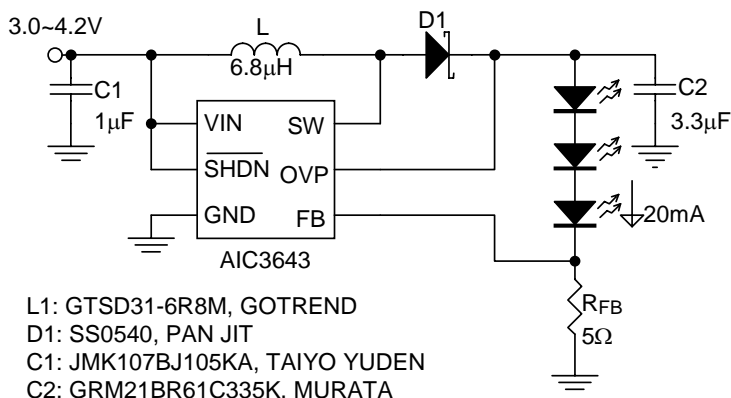 3.0~4.2V
L
6.8μH
D1
C1
1μF
VIN
SW
SHDN
OVP
GND
FB
AIC3643
C2
3.3μF
20mA
RFB
5Ω
L1: GTSD31-6R8M, GOTREND
D1: SS0540, PAN JIT
C1: JMK107BJ105KA, TAIYO YUDEN
C2: GRM21BR61C335K, MURATA